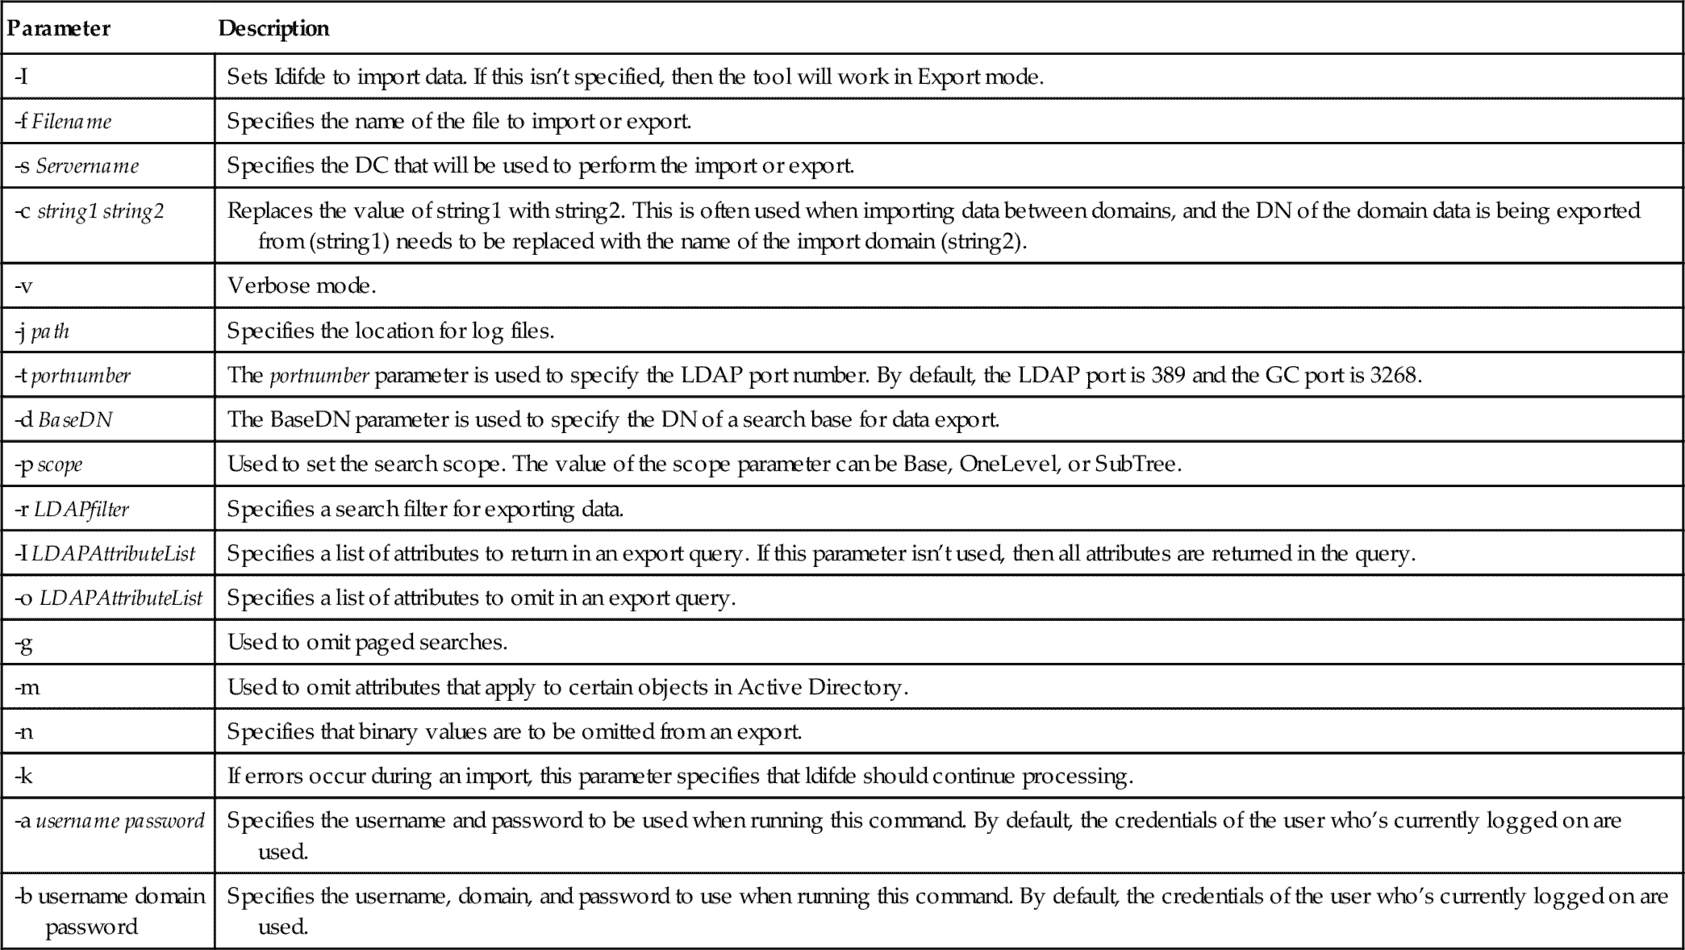 Parameter Description
-I Sets Idifde to import data. If this isn't specified, then the tool will work in Export mode.
-f Filename Specifies the name of the file to import or export.
-s Servername Specifies the DC that will be used to perform the import or export.
-c string1 string2 Replaces the value of string1 with string2. This is often used when importing data between domains, and the DN of the domain data is being exported
from (string1) needs to be replaced with the name of the import domain (string2).
-v Verbose mode.
-j path Specifies the location for log files.
-t portnumber The portnumber parameter is used to specify the LDAP port number. By default, the LDAP port is 389 and the GC port is 3268.
-d BaseDN The BaseDN parameter is used to specify the DN of a search base for data export.
-p scope Used to set the search scope. The value of the scope parameter can be Base, OneLevel, or SubTree.
-r LDAPfilter Specifies a search filter for exporting data.
-I LDAPAttributeList Specifies a list of attributes to return in an export query. If this parameter isn't used, then all attributes are returned in the query.
-o LDAPAttributeList Specifies a list of attributes to omit in an export query.
-g Used to omit paged searches.
-m Used to omit attributes that apply to certain objects in Active Directory.
-n Specifies that binary values are to be omitted from an export.
-k If errors occur during an import, this parameter specifies that ldifde should continue processing.
-a username password Specifies the username and password to be used when running this command. By default, the credentials of the user who's currently logged on are
used.
-b username domain Specifies the username, domain, and password to use when running this command. By default, the credentials of the user who's currently logged on are
password used.